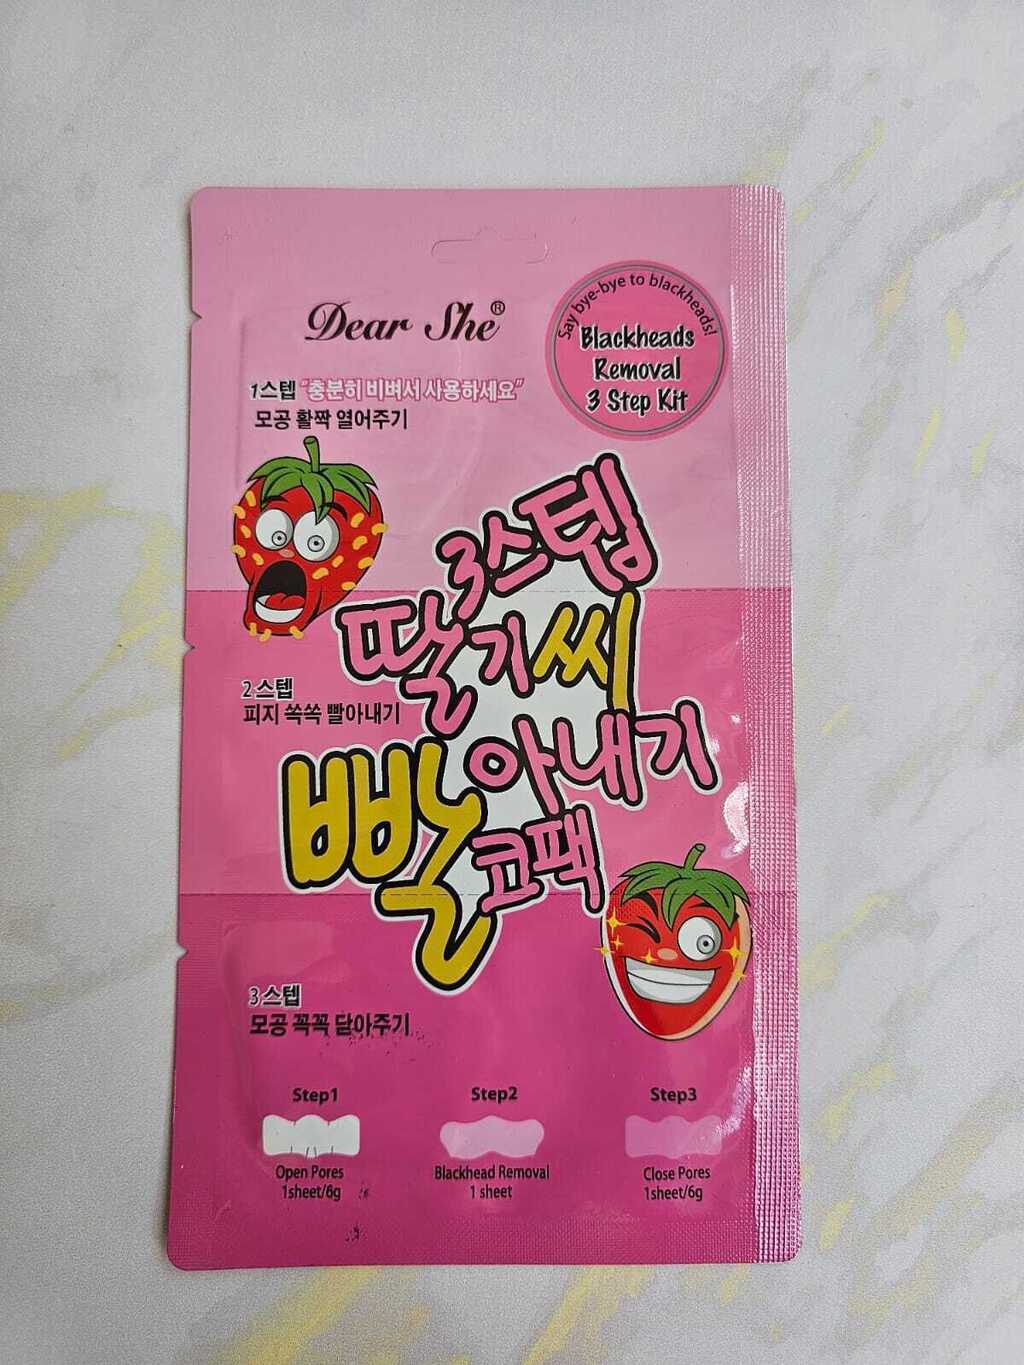 Dear She®
Say bye-bye to blackheads!
Blackheads
Removal
3 Step Kit
1스텝 "충분히 비벼서 사용하세요"
모공 활짝 열어주기
3스텝
딸기씨
빨아내기
코팩
2스텝
피지 쏙쏙 빨아내기
3스텝
모공 꼭꼭 닫아주기
Step1
Open Pores
1sheet/6g
Step2
Blackhead Removal
1 sheet
Step3
Close Pores
1sheet/6g